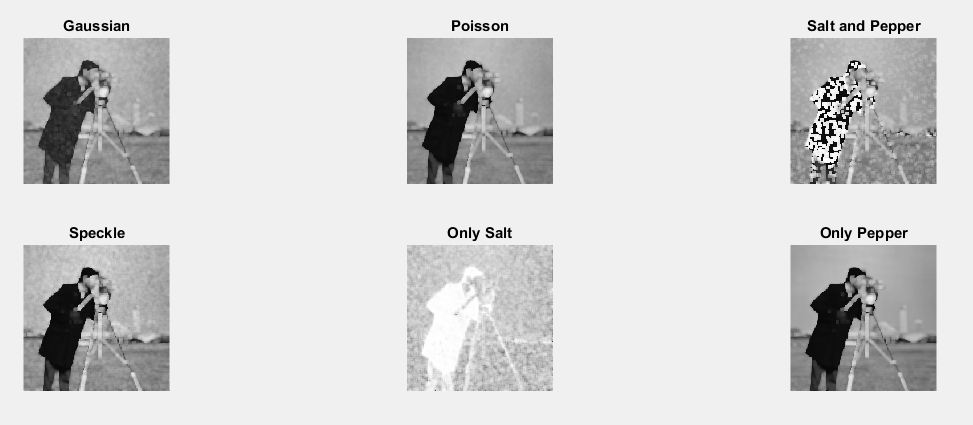 Gaussian
Poisson
Salt and Pepper
Speckle
Only Salt
Only Pepper